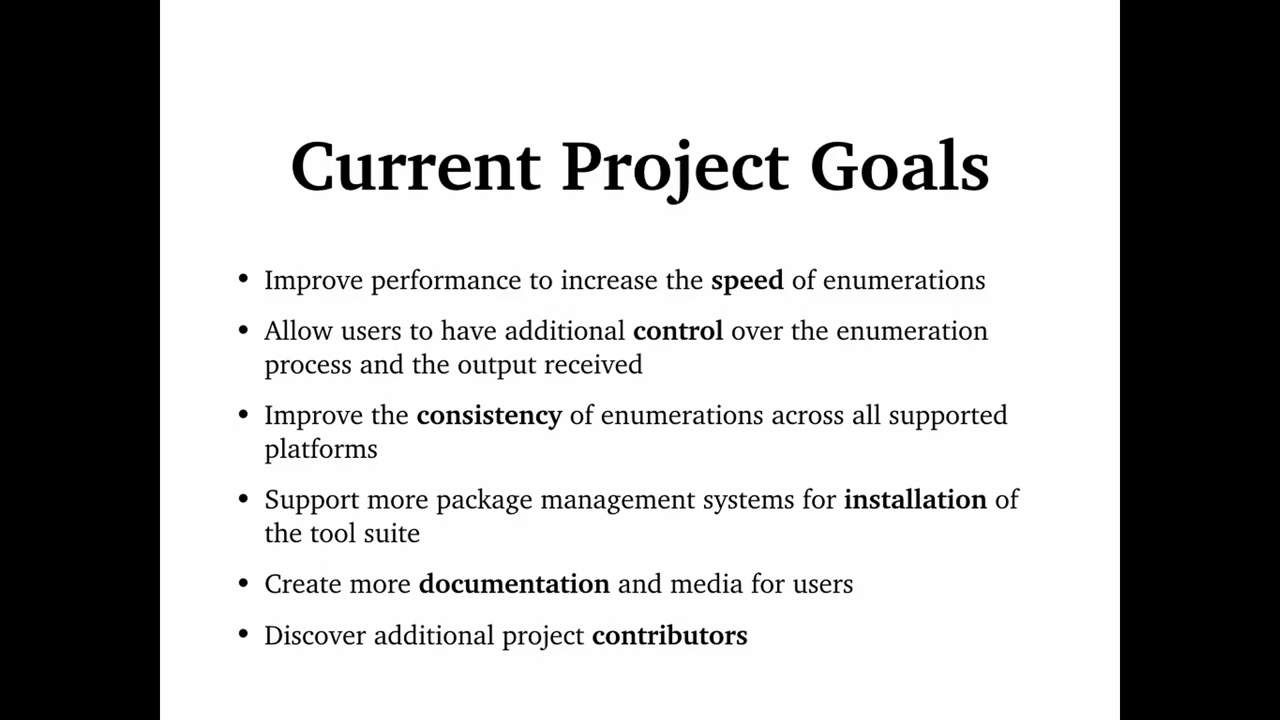 Current Project Goals
• Improve performance to increase the speed of enumerations
• Allow users to have additional control over the enumeration
process and the output received
• Improve the consistency of enumerations across all supported
platforms
• Support more package management systems for installation of
the tool suite
• Create more documentation and media for users
• Discover additional project contributors